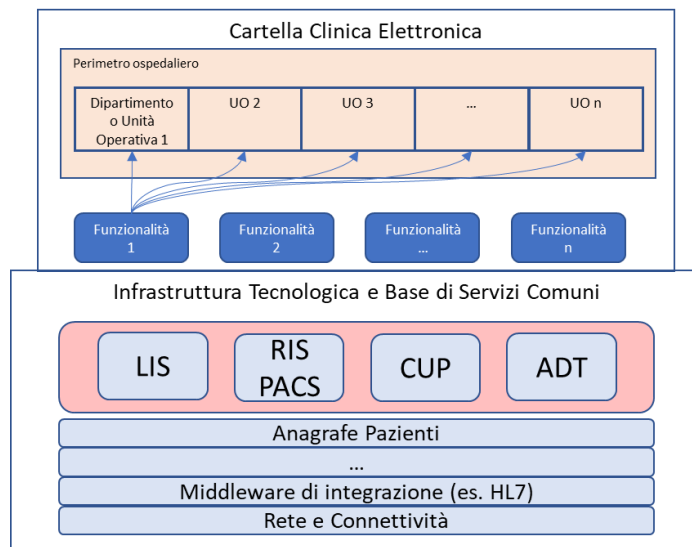 Cartella Clinica Elettronica
Perimetro ospedaliero
Dipartimento
o Unità
Operativa 1
UO 2
UO 3
...
UO n
Funzionalità
1
Funzionalità
2
Funzionalità
...
Funzionalità
n
Infrastruttura Tecnologica e Base di Servizi Comuni
LIS
RIS
PACS
CUP
ADT
Anagrafe Pazienti
...
Middleware di integrazione (es. HL7)
Rete e Connettività